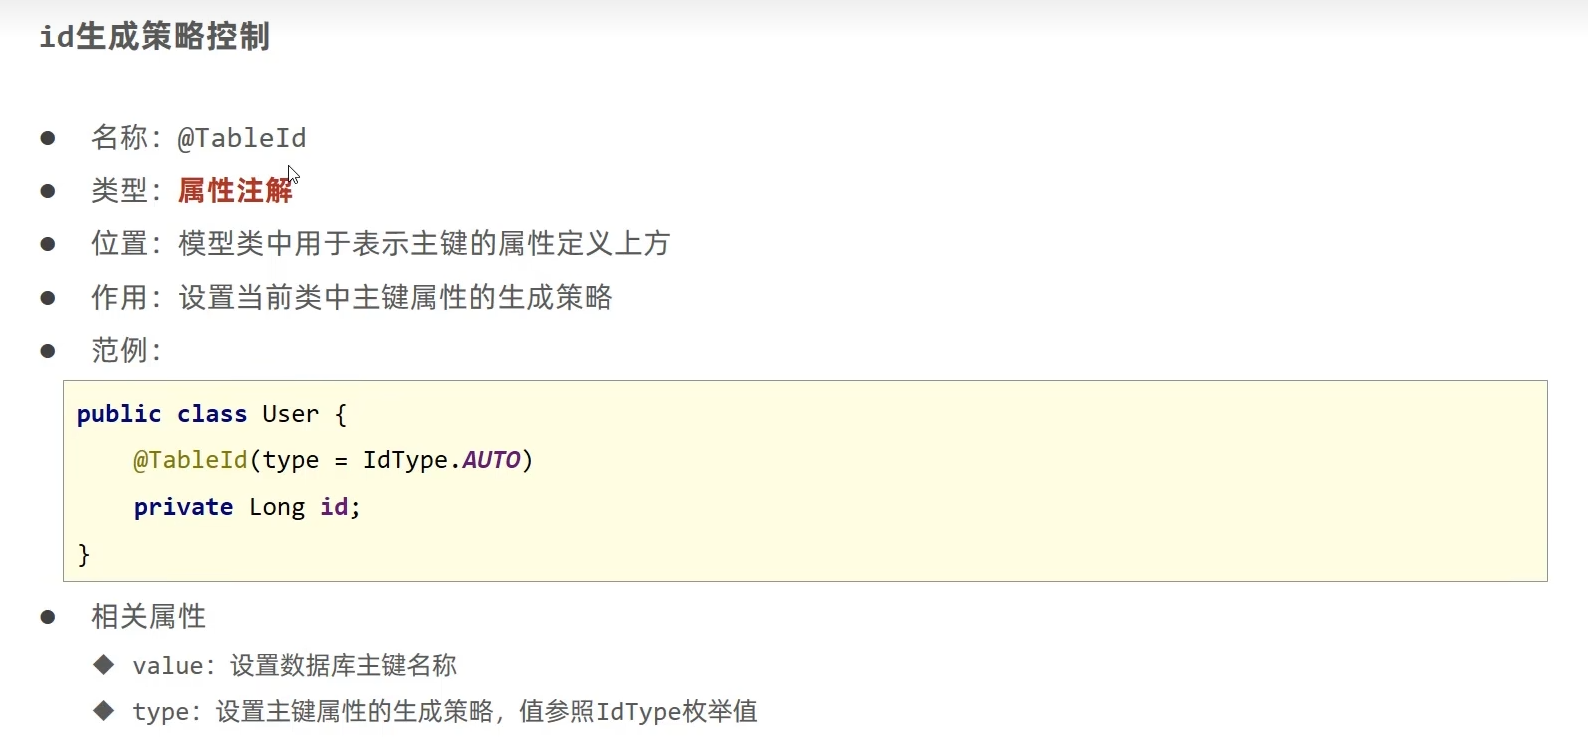 id生成策略控制
● 名称：@TableId
● 类型：属性注解
● 位置：模型类中用于表示主键的属性定义上方
● 作用：设置当前类中主键属性的生成策略
● 范例：
public class User {
    @TableId(type = IdType.AUTO)
    private Long id;
}
● 相关属性
◆ value：设置数据库主键名称
◆ type：设置主键属性的生成策略，值参照IdType枚举值